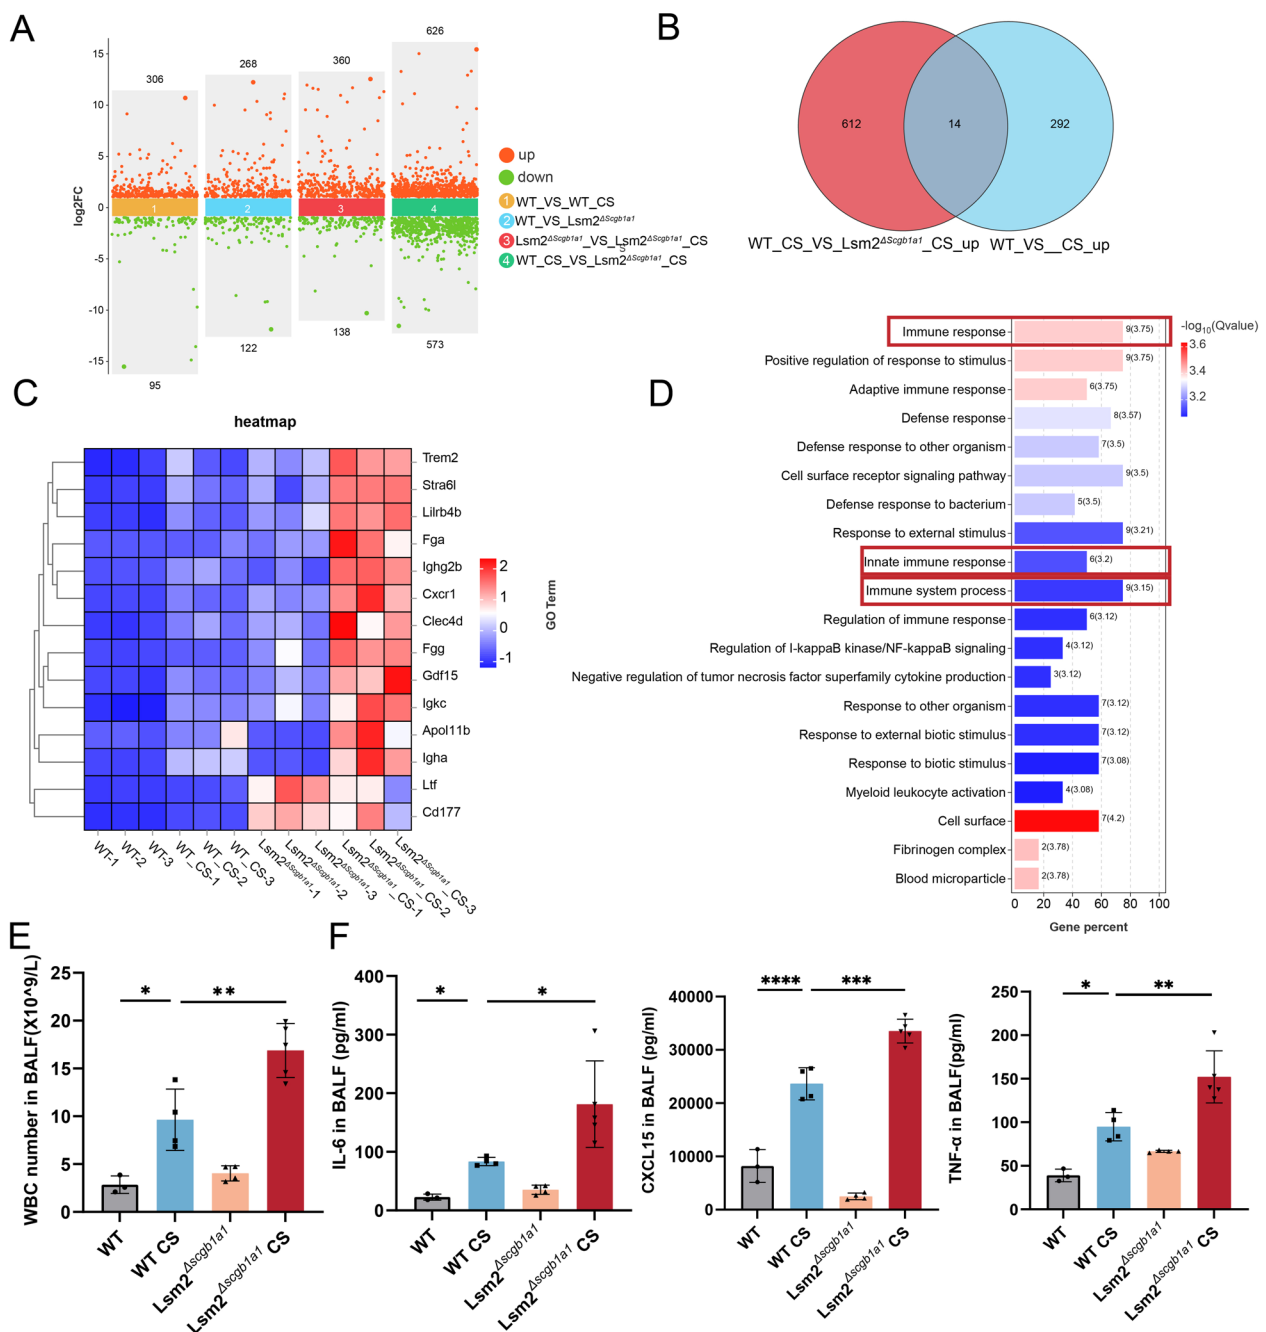 A
15
10
5
0
-5
-10
-15
log2FC
306
268
360
626
1
2
3
4
95
122
138
573
up
down
1 WT_VS_WT_CS
2 WT_VS_Lsm2ΔScgb1a1
3 Lsm2ΔScgb1a1_VS_Lsm2ΔScgb1a1_CS
S
4 WT_CS_VS_Lsm2ΔScgb1a1_CS
B
612
14
292
WT_CS_VS_Lsm2ΔScgb1a1_CS_up
WT_VS__CS_up
C
heatmap
Trem2
Stra6l
Lilrb4b
Fga
Ighg2b
Cxcr1
Clec4d
Fgg
Gdf15
Igkc
Apol11b
Igha
Ltf
Cd177
2
1
0
-1
WT-1
WT-2
WT-3
WT_CS-1
WT_CS-2
WT_CS-3
Lsm2ΔScgb1a1-1
Lsm2ΔScgb1a1-2
Lsm2ΔScgb1a1-3
Lsm2ΔScgb1a1_CS-1
Lsm2ΔScgb1a1_CS-2
Lsm2ΔScgb1a1_CS-3
D
GO Term
Immune response 9(3.75)
Positive regulation of response to stimulus 9(3.75)
Adaptive immune response 6(3.75)
Defense response 8(3.57)
Defense response to other organism 7(3.5)
Cell surface receptor signaling pathway 9(3.5)
Defense response to bacterium 5(3.5)
Response to external stimulus 9(3.21)
Innate immune response 6(3.2)
Immune system process 9(3.15)
Regulation of immune response 6(3.12)
Regulation of I-kappaB kinase/NF-kappaB signaling 4(3.12)
Negative regulation of tumor necrosis factor superfamily cytokine production 3(3.12)
Response to other organism 7(3.12)
Response to external biotic stimulus 7(3.12)
Response to biotic stimulus 7(3.08)
Myeloid leukocyte activation 4(3.08)
Cell surface 7(4.2)
Fibrinogen complex 2(3.78)
Blood microparticle 2(3.78)
0 20 40 60 80 100
Gene percent
-log10(Qvalue)
3.6
3.4
3.2
E
WBC number in BALF(X10^9/L)
25
20
15
10
5
0
* **
WT
WT CS
Lsm2Δscgb1a1
Lsm2Δscgb1a1 CS
F
IL-6 in BALF (pg/ml)
400
300
200
100
0
* *
WT
WT CS
Lsm2Δscgb1a1
Lsm2Δscgb1a1 CS
CXCL15 in BALF (pg/ml)
40000
30000
20000
10000
0
**** ***
WT
WT CS
Lsm2Δscgb1a1
Lsm2Δscgb1a1 CS
TNF-α in BALF(pg/ml)
250
200
150
100
50
0
* **
WT
WT CS
Lsm2Δscgb1a1
Lsm2Δscgb1a1 CS